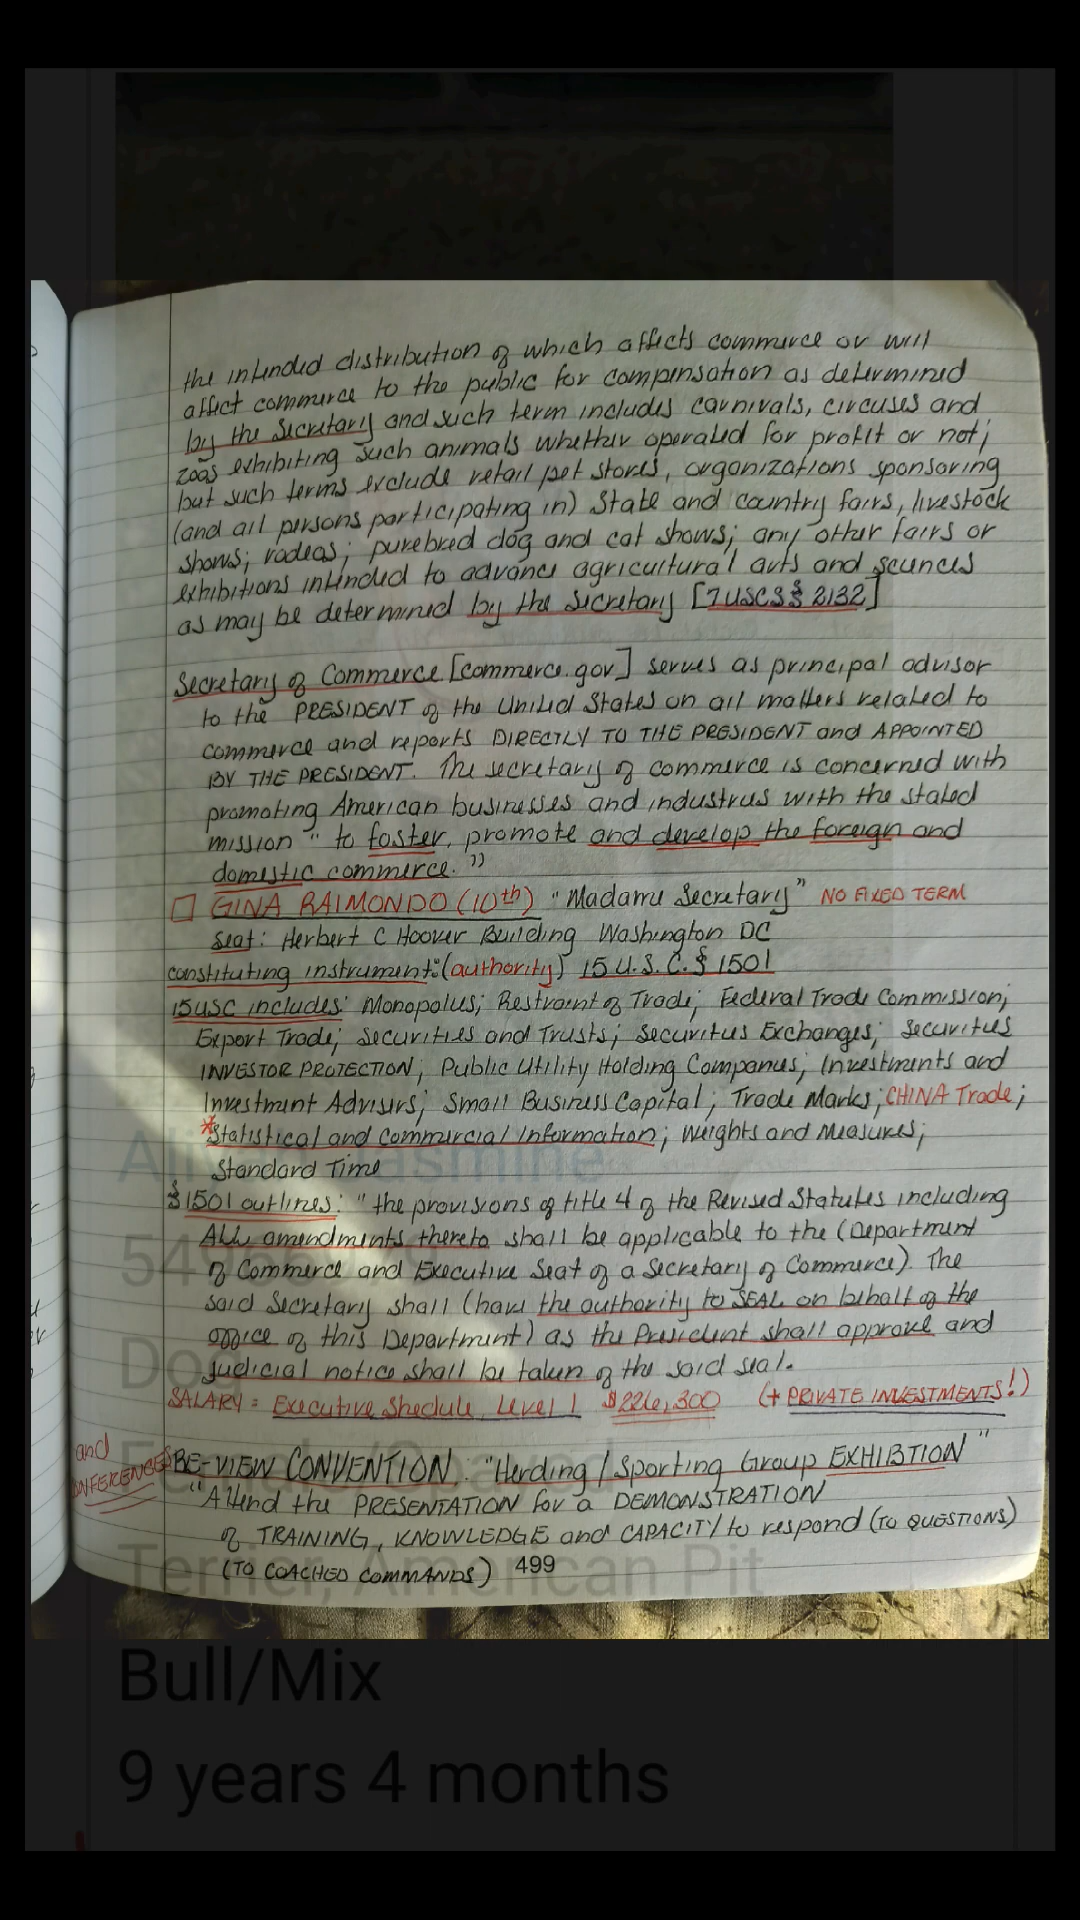 the intended distribution of which affects commerce or will
affect commerce to the public for compensation as determined
by the Secretary and such term includes carnivals, circuses and
zoos exhibiting such animals whether operated for profit or not;
but such terms exclude retail pet stores, organizations sponsoring
(and all persons participating in) State and country fairs, livestock
shows; rodeos; purebred dog and cat shows; any other fairs or
exhibitions intended to advance agricultural arts and sciences
as may be determined by the Secretary [7 USCS § 2132]
Secretary of Commerce [commerce.gov] serves as principal advisor
to the PRESIDENT of the United States on all matters related to
commerce and reports DIRECTLY TO THE PRESIDENT and APPOINTED
BY THE PRESIDENT. The secretary of commerce is concerned with
promoting American businesses and industries with the stated
mission " to foster, promote and develop the foreign and
domestic commerce."
GINA RAIMONDO (10th) "Madame Secretary" NO FIXED TERM
Seat: Herbert C Hoover Building Washington DC
constituting instrument: (authority) 15 U.S.C. § 1501
15 USC includes: Monopolies; Restraint of Trade; Federal Trade Commission;
Export Trade; Securities and Trusts; Securities Exchanges; Securities
INVESTOR PROTECTION; Public Utility Holding Companies; Investments and
Investment Advisers; Small Business Capital; Trade Marks; CHINA Trade;
*Statistical and Commercial Information; Weights and Measures;
Standard Time
§ 1501 outlines: "the provisions of title 4 of the Revised Statutes including
ALL amendments thereto shall be applicable to the (Department
of Commerce and Executive Seat of a Secretary of Commerce). The
said Secretary shall (have the authority to SEAL on behalf of the
office of this Department) as the President shall approve and
judicial notice shall be taken of the said seal.
SALARY = Executive Shedule, Level 1 $226,300 (+ PRIVATE INVESTMENTS!)
and
RE-VIEW CONVENTION. "Herding / Sporting Group EXHIBTION"
"Attend the PRESENTATION for a DEMONSTRATION
of TRAINING, KNOWLEDGE and CAPACITY to respond (TO QUESTIONS)
(TO COACHED COMMANDS) 499
Terrier, American Pit
Bull/Mix
9 years 4 months